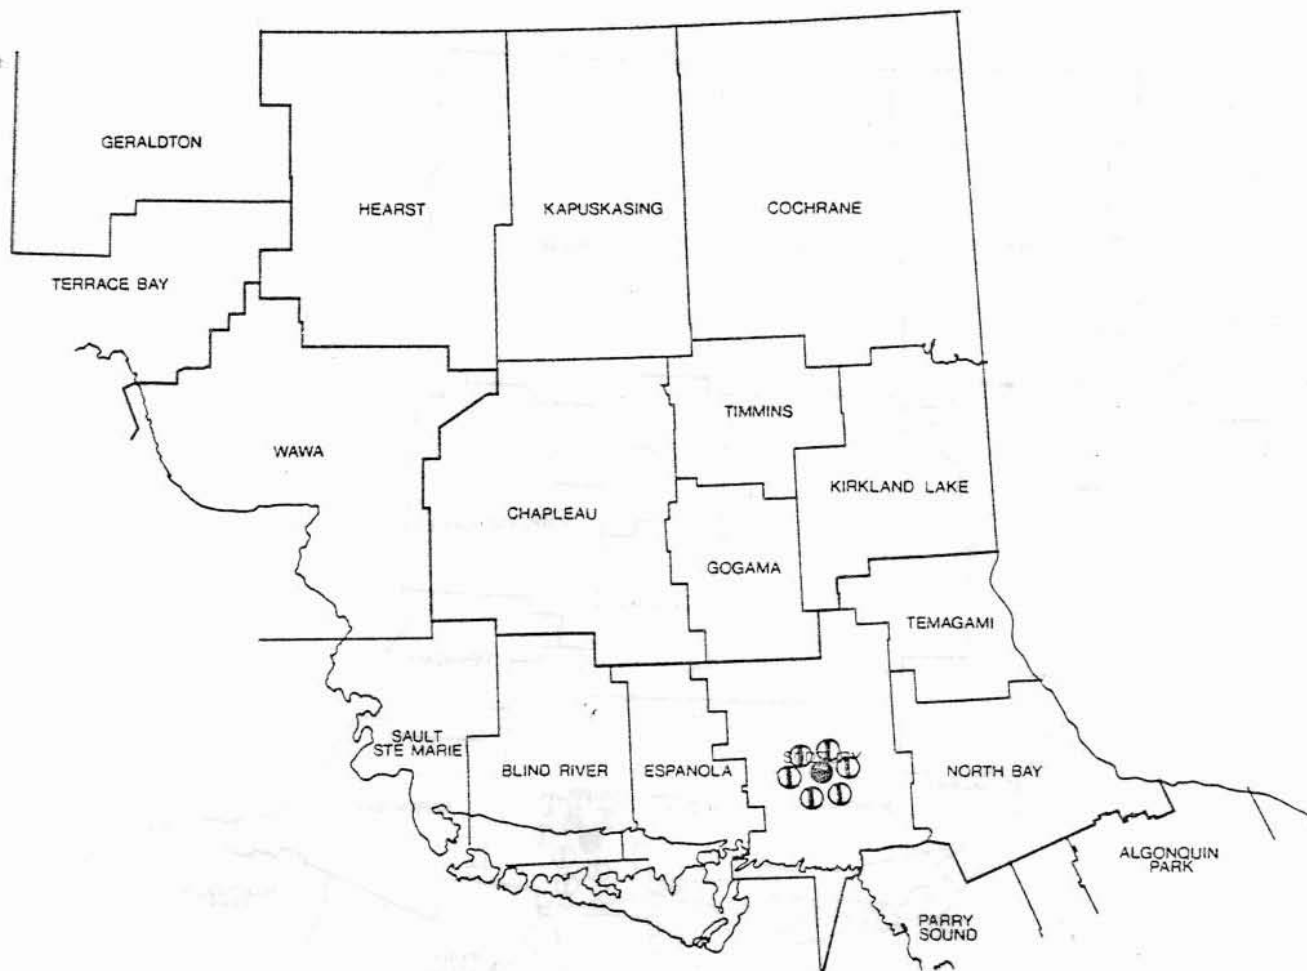 GERALDTON
HEARST
KAPUSKASING
COCHRANE
TERRACE BAY
TIMMINS
WAWA
KIRKLAND LAKE
CHAPLEAU
GOGAMA
TEMAGAMI
SAULT
STE MARIE
BLIND RIVER
ESPANOLA
NORTH BAY
ALGONQUIN
PARK
PARRY
SOUND